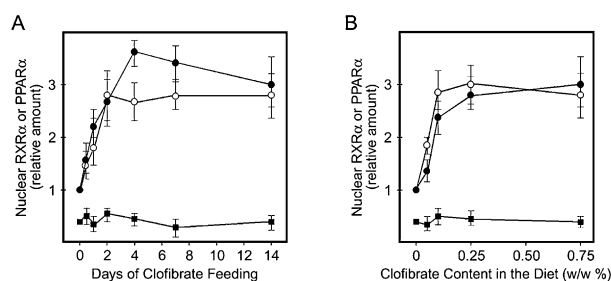 A
Nuclear RXRα or PPARα
(relative amount)
3
2
1
0 2 4 6 8 10 12 14
Days of Clofibrate Feeding
B
Nuclear RXRα or PPARα
(relative amount)
3
2
1
0 0.25 0.50 0.75
Clofibrate Content in the Diet (w/w %)